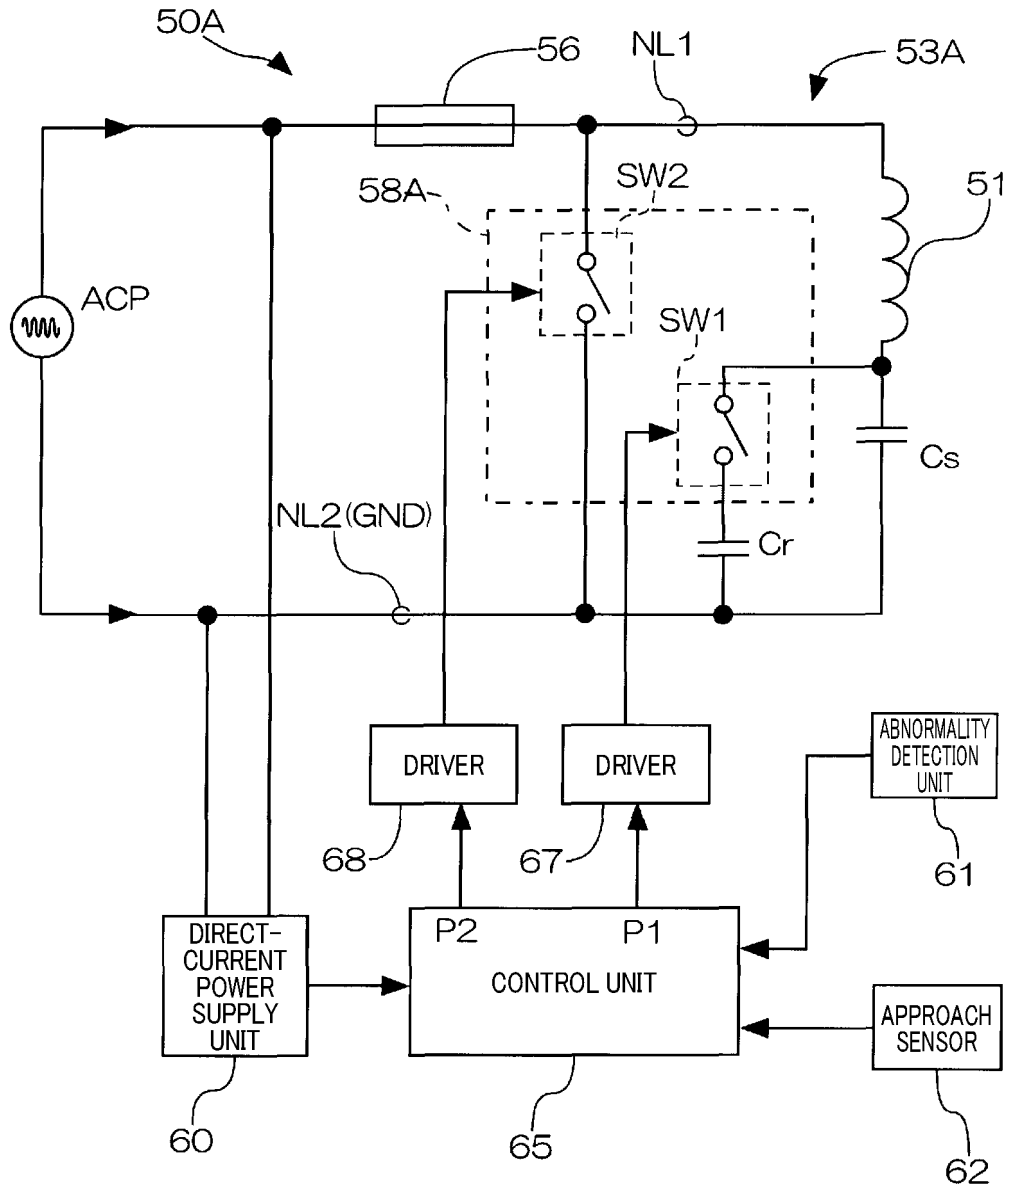 50A
56
NL1
53A
58A
SW2
51
ACP
SW1
Cs
NL2(GND)
Cr
DRIVER
DRIVER
ABNORMALITY
DETECTION
UNIT
68
67
61
P2
P1
DIRECT-
CURRENT
POWER
SUPPLY
UNIT
CONTROL UNIT
APPROACH
SENSOR
60
65
62